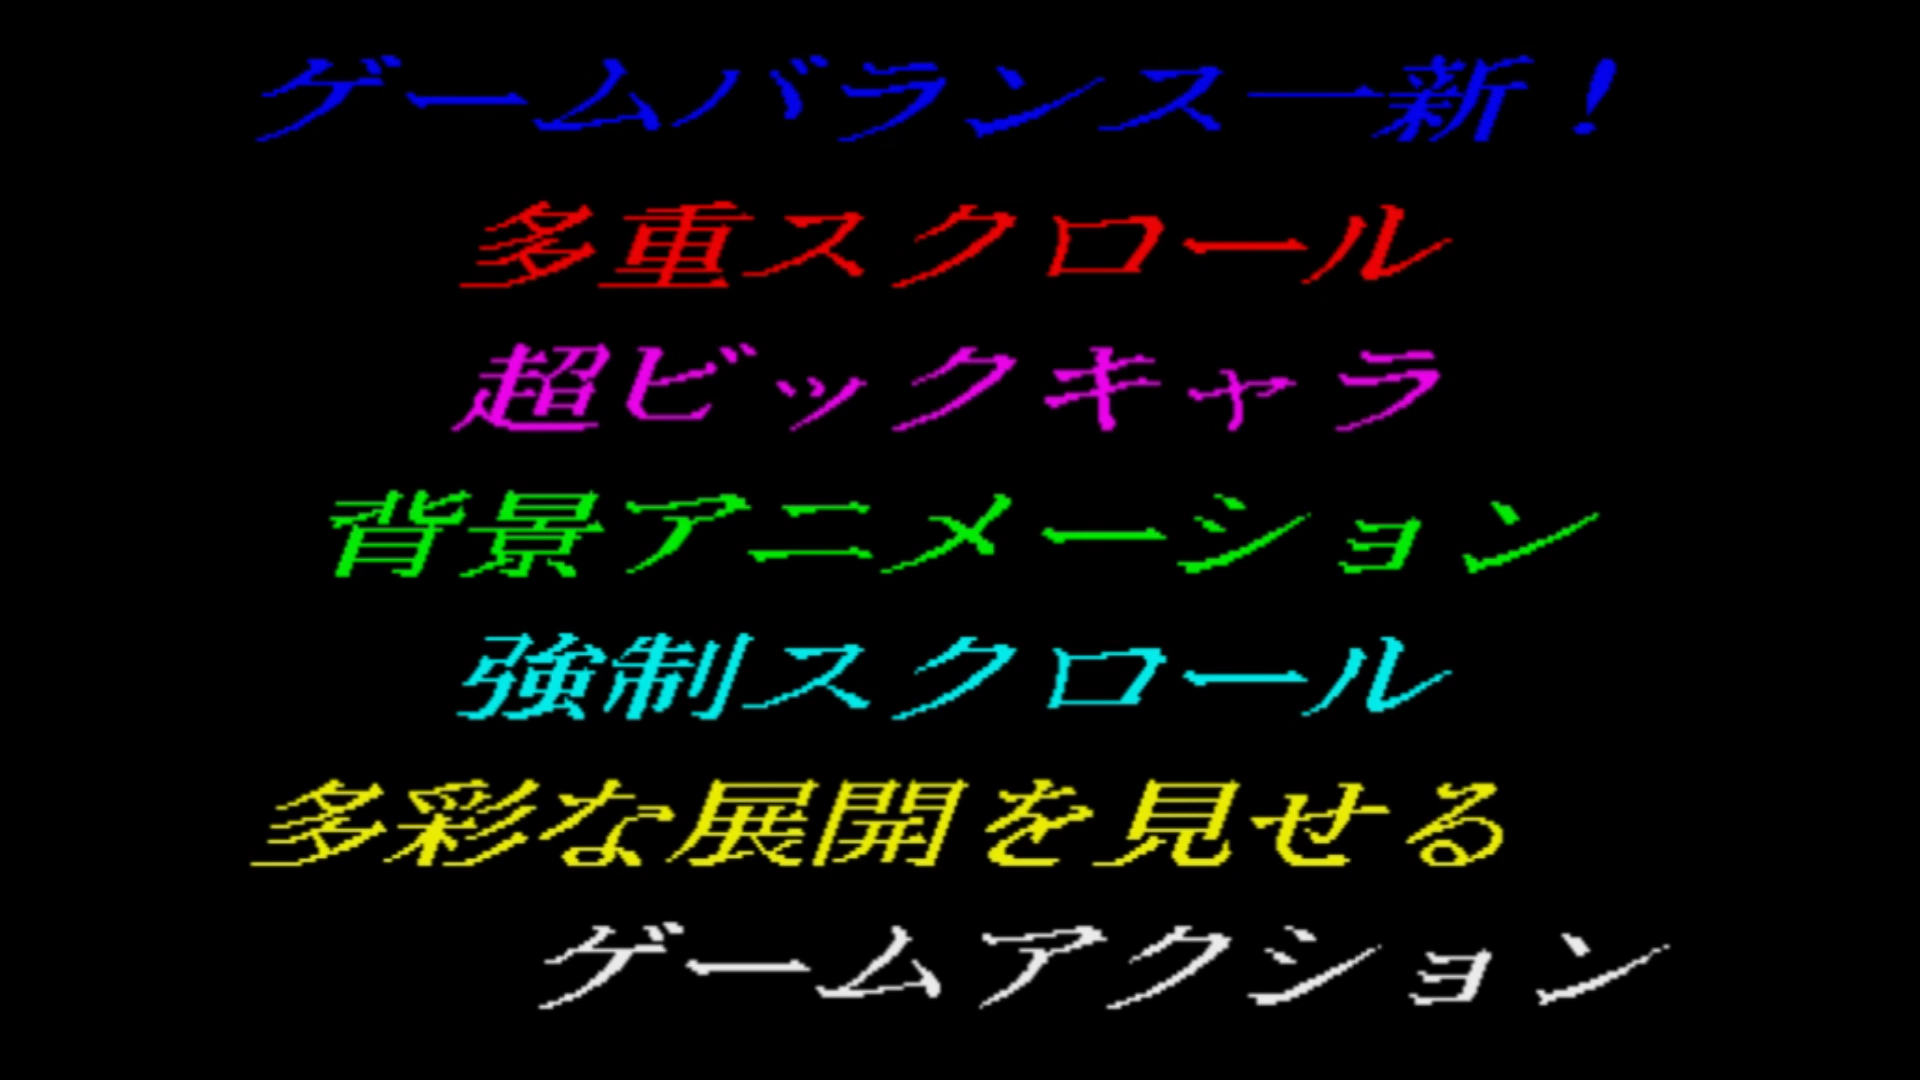 ゲームバランス一新！
多重スクロール
超ビックキャラ
背景アニメーション
強制スクロール
多彩な展開を見せる
ゲームアクション